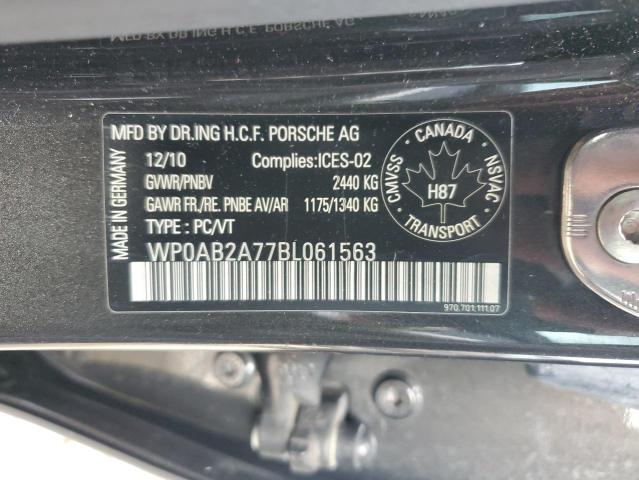 MFD BY DR.ING H.C.F. PORSCHE AG
12/10 Complies:ICES-02
GVWR/PNBV 2440 KG
GAWR FR./RE. PNBE AV/AR 1175/1340 KG
TYPE : PC/VT
WP0AB2A77BL061563
MADE IN GERMANY
CANADA
CMVSS
NSVAC
H87
TRANSPORT
970.701.111.07